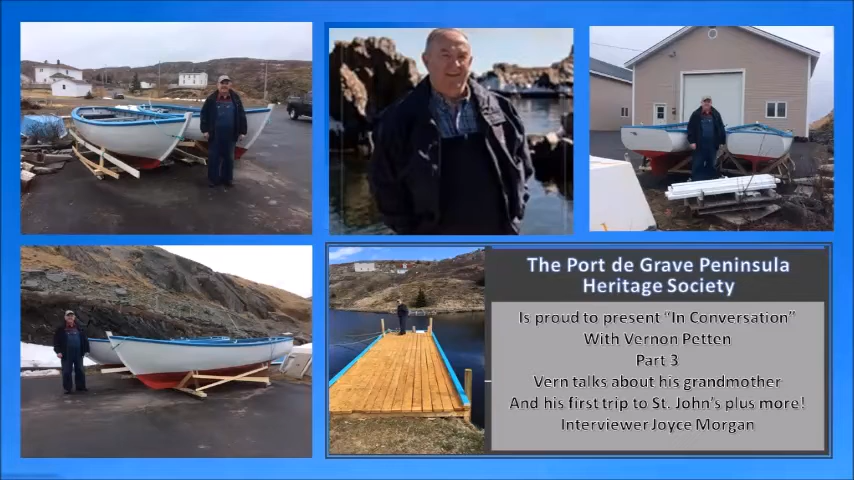 The Port de Grave Peninsula
Heritage Society
Is proud to present "In Conversation"
With Vernon Petten
Part 3
Vern talks about his grandmother
And his first trip to St. John's plus more!
Interviewer Joyce Morgan